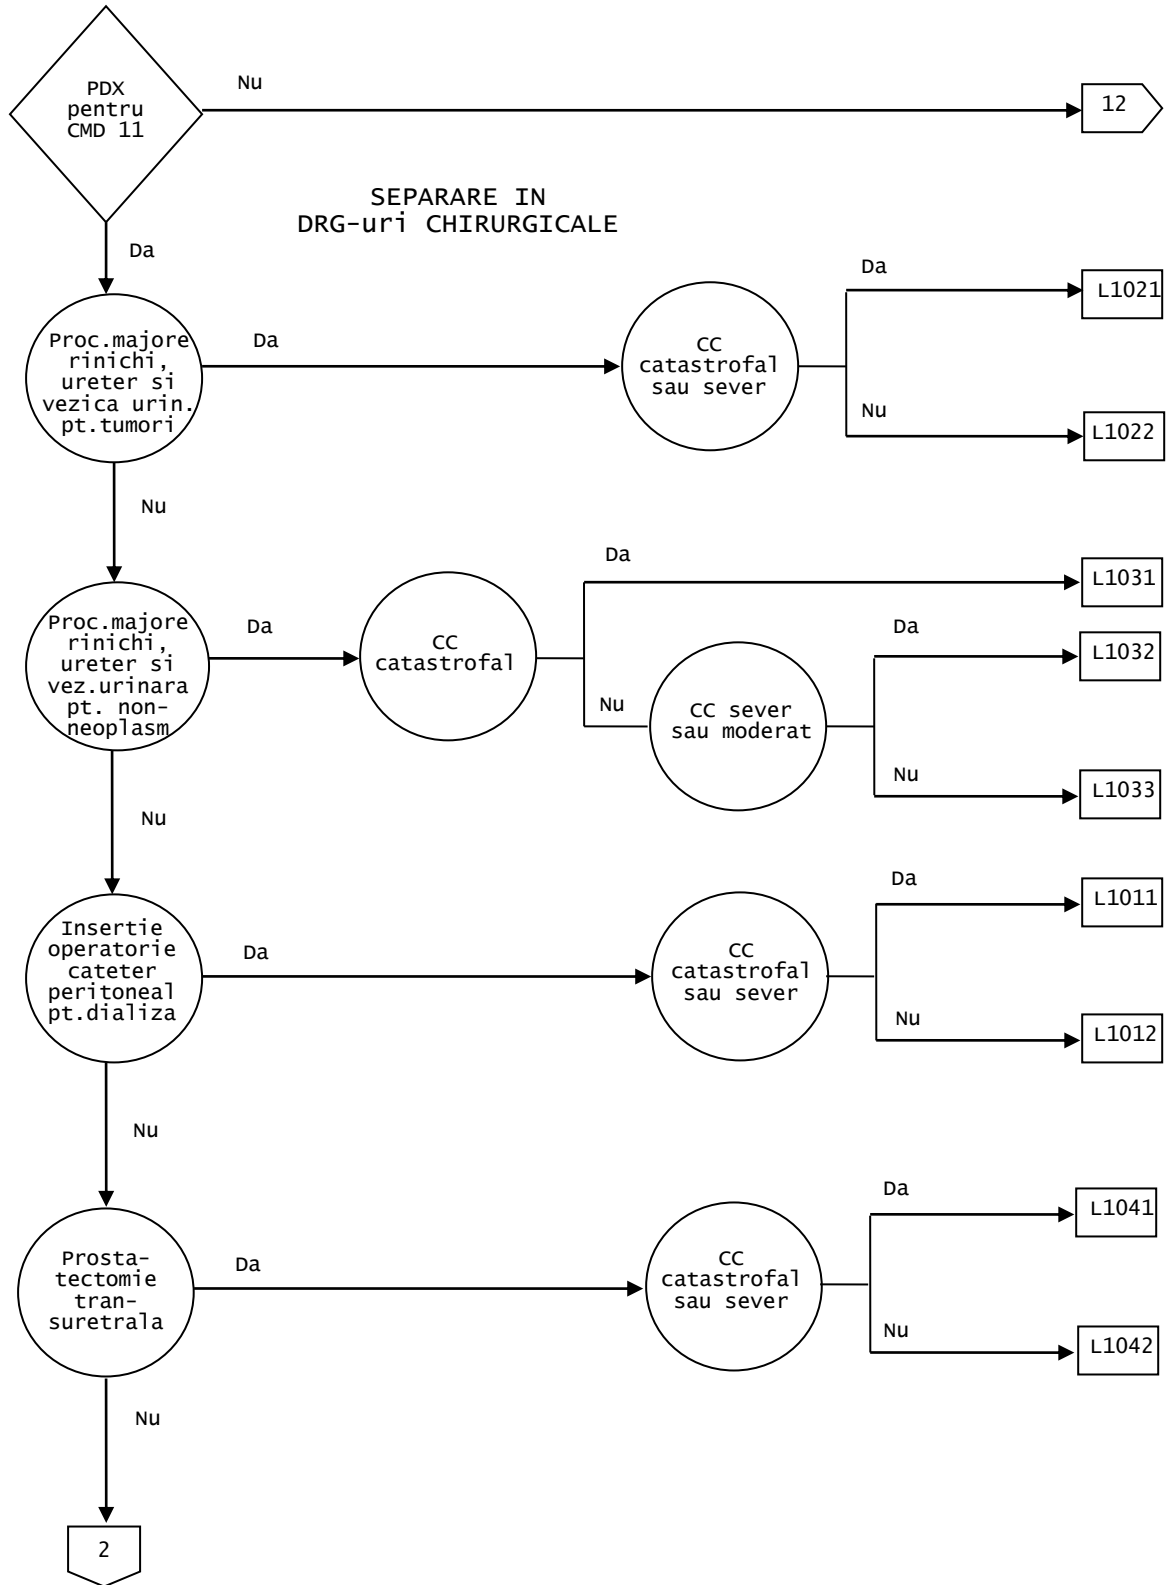 PDX
pentru
CMD 11
Nu
12
SEPARARE IN
DRG-uri CHIRURGICALE
Da
Proc.majore
rinichi,
ureter si
vezica urin.
pt.tumori
Da
CC
catastrofal
sau sever
Da
L1021
Nu
L1022
Nu
Proc.majore
rinichi,
ureter si
vez.urinara
pt. non-
neoplasm
Da
CC
catastrofal
Da
L1031
Nu
CC sever
sau moderat
Da
L1032
Nu
L1033
Nu
Insertie
operatorie
cateter
peritoneal
pt.dializa
Da
CC
catastrofal
sau sever
Da
L1011
Nu
L1012
Nu
Prosta-
tectomie
tran-
suretrala
Da
CC
catastrofal
sau sever
Da
L1041
Nu
L1042
Nu
2